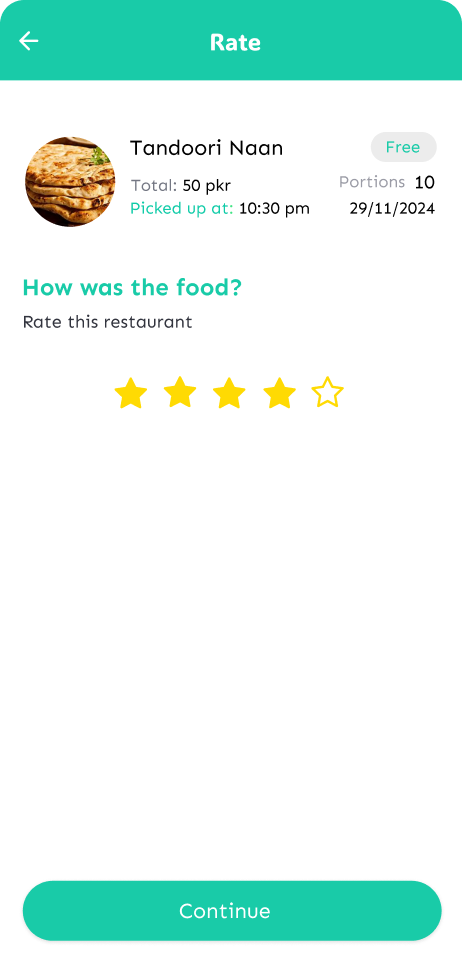 Rate
Tandoori Naan
Free
Total: 50 pkr
Portions 10
Picked up at: 10:30 pm
29/11/2024
How was the food?
Rate this restaurant
Continue